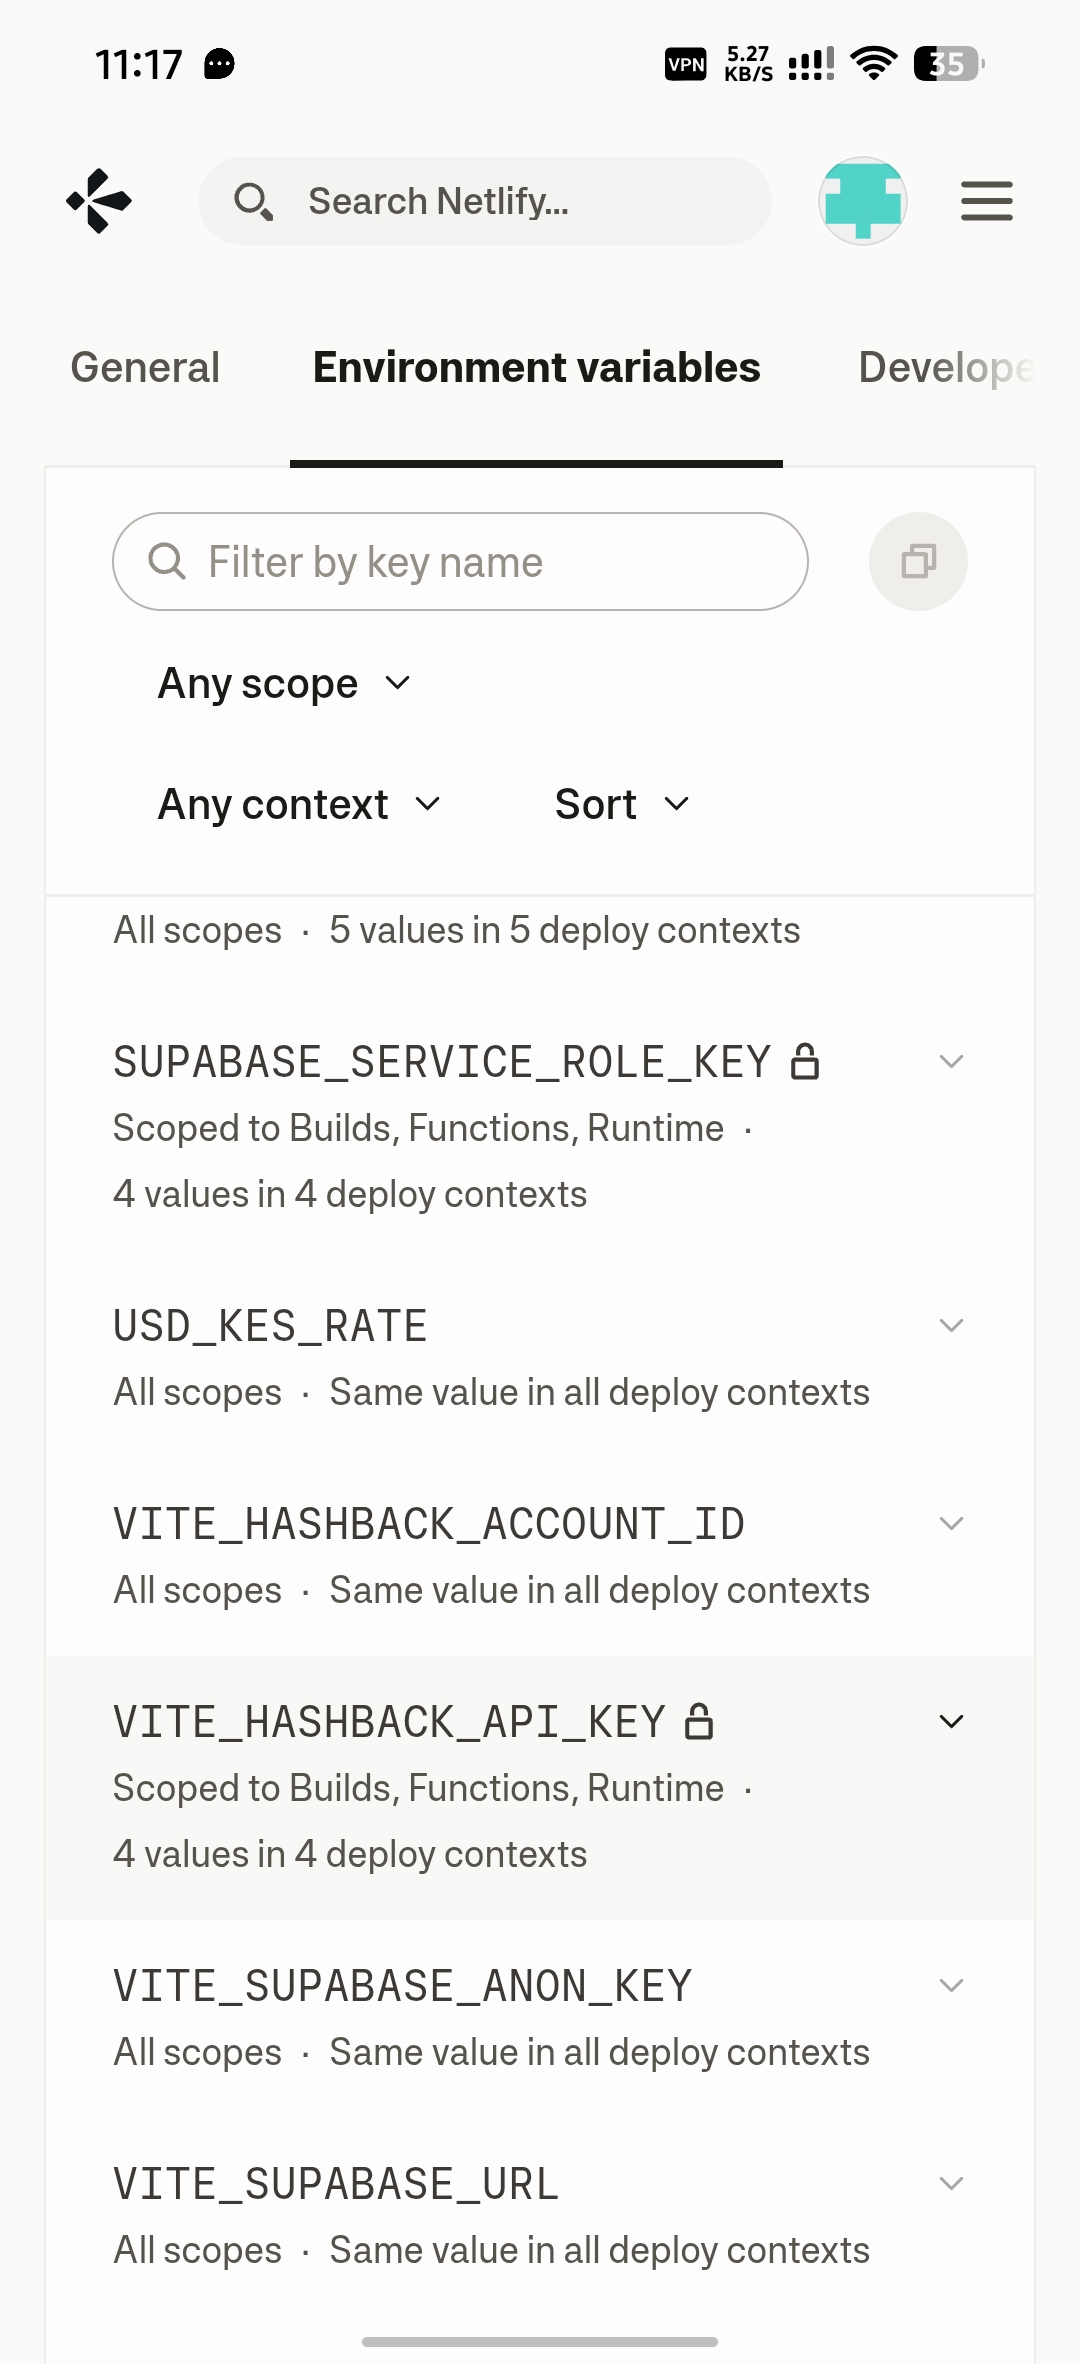 11:17
VPN
5.27
KB/S
35
Search Netlify...
General
Environment variables
Develope
Filter by key name
Any scope
Any context
Sort
All scopes · 5 values in 5 deploy contexts
SUPABASE_SERVICE_ROLE_KEY
Scoped to Builds, Functions, Runtime ·
4 values in 4 deploy contexts
USD_KES_RATE
All scopes · Same value in all deploy contexts
VITE_HASHBACK_ACCOUNT_ID
All scopes · Same value in all deploy contexts
VITE_HASHBACK_API_KEY
Scoped to Builds, Functions, Runtime ·
4 values in 4 deploy contexts
VITE_SUPABASE_ANON_KEY
All scopes · Same value in all deploy contexts
VITE_SUPABASE_URL
All scopes · Same value in all deploy contexts